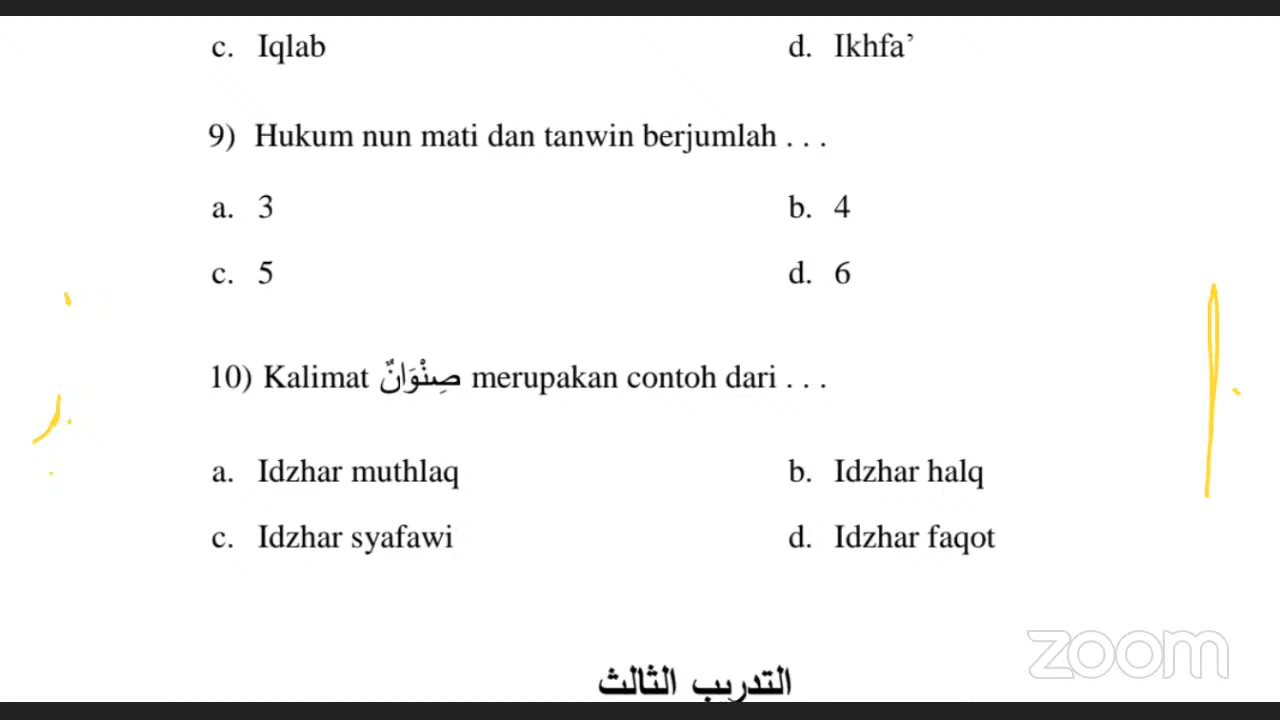 c. Iqlab d. Ikhfa’
9) Hukum nun mati dan tanwin berjumlah . . .
a. 3 b. 4
c. 5 d. 6
10) Kalimat صِنْوَانٌ merupakan contoh dari . . .
a. Idzhar muthlaq b. Idzhar halq
c. Idzhar syafawi d. Idzhar faqot
zoom
التدريب الثالث